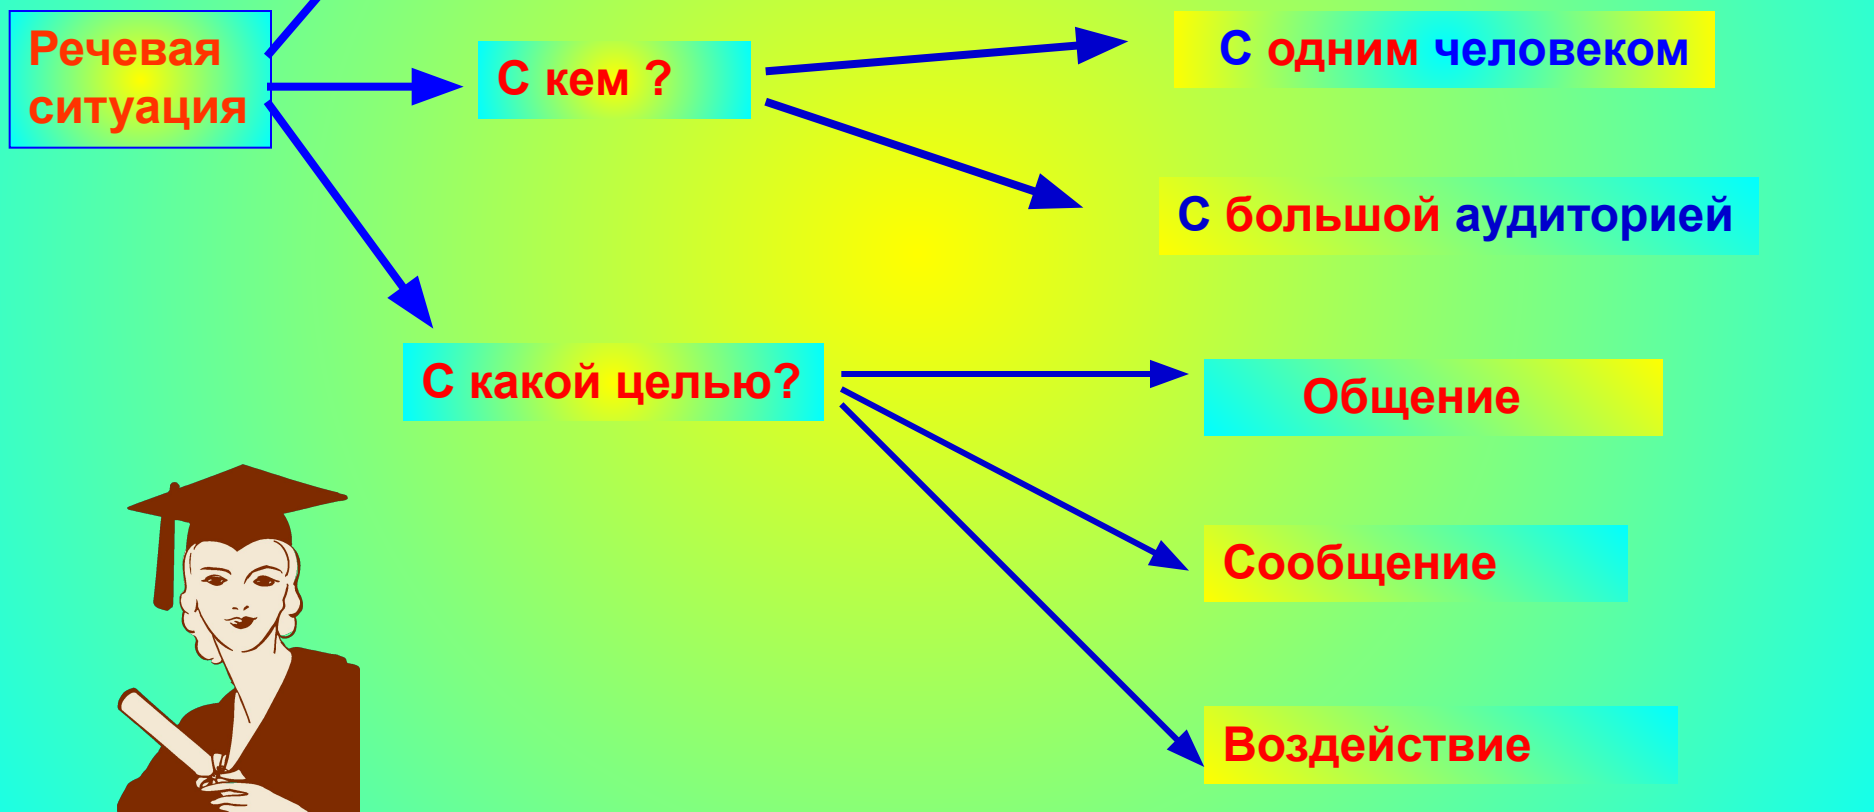 Речевая
ситуация
С кем ?
С одним человеком
С большой аудиторией
С какой целью?
Общение
Сообщение
Воздействие